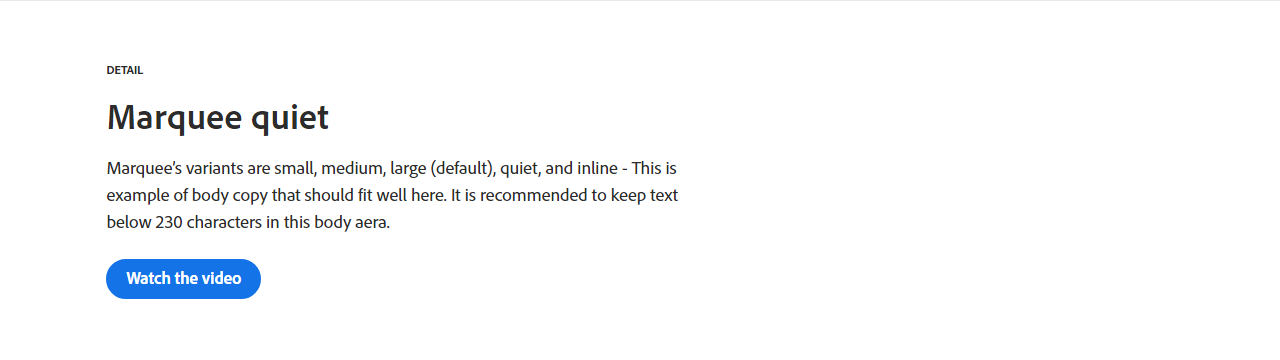 DETAIL
Marquee quiet
Marquee’s variants are small, medium, large (default), quiet, and inline - This is
example of body copy that should fit well here. It is recommended to keep text
below 230 characters in this body aera.
Watch the video